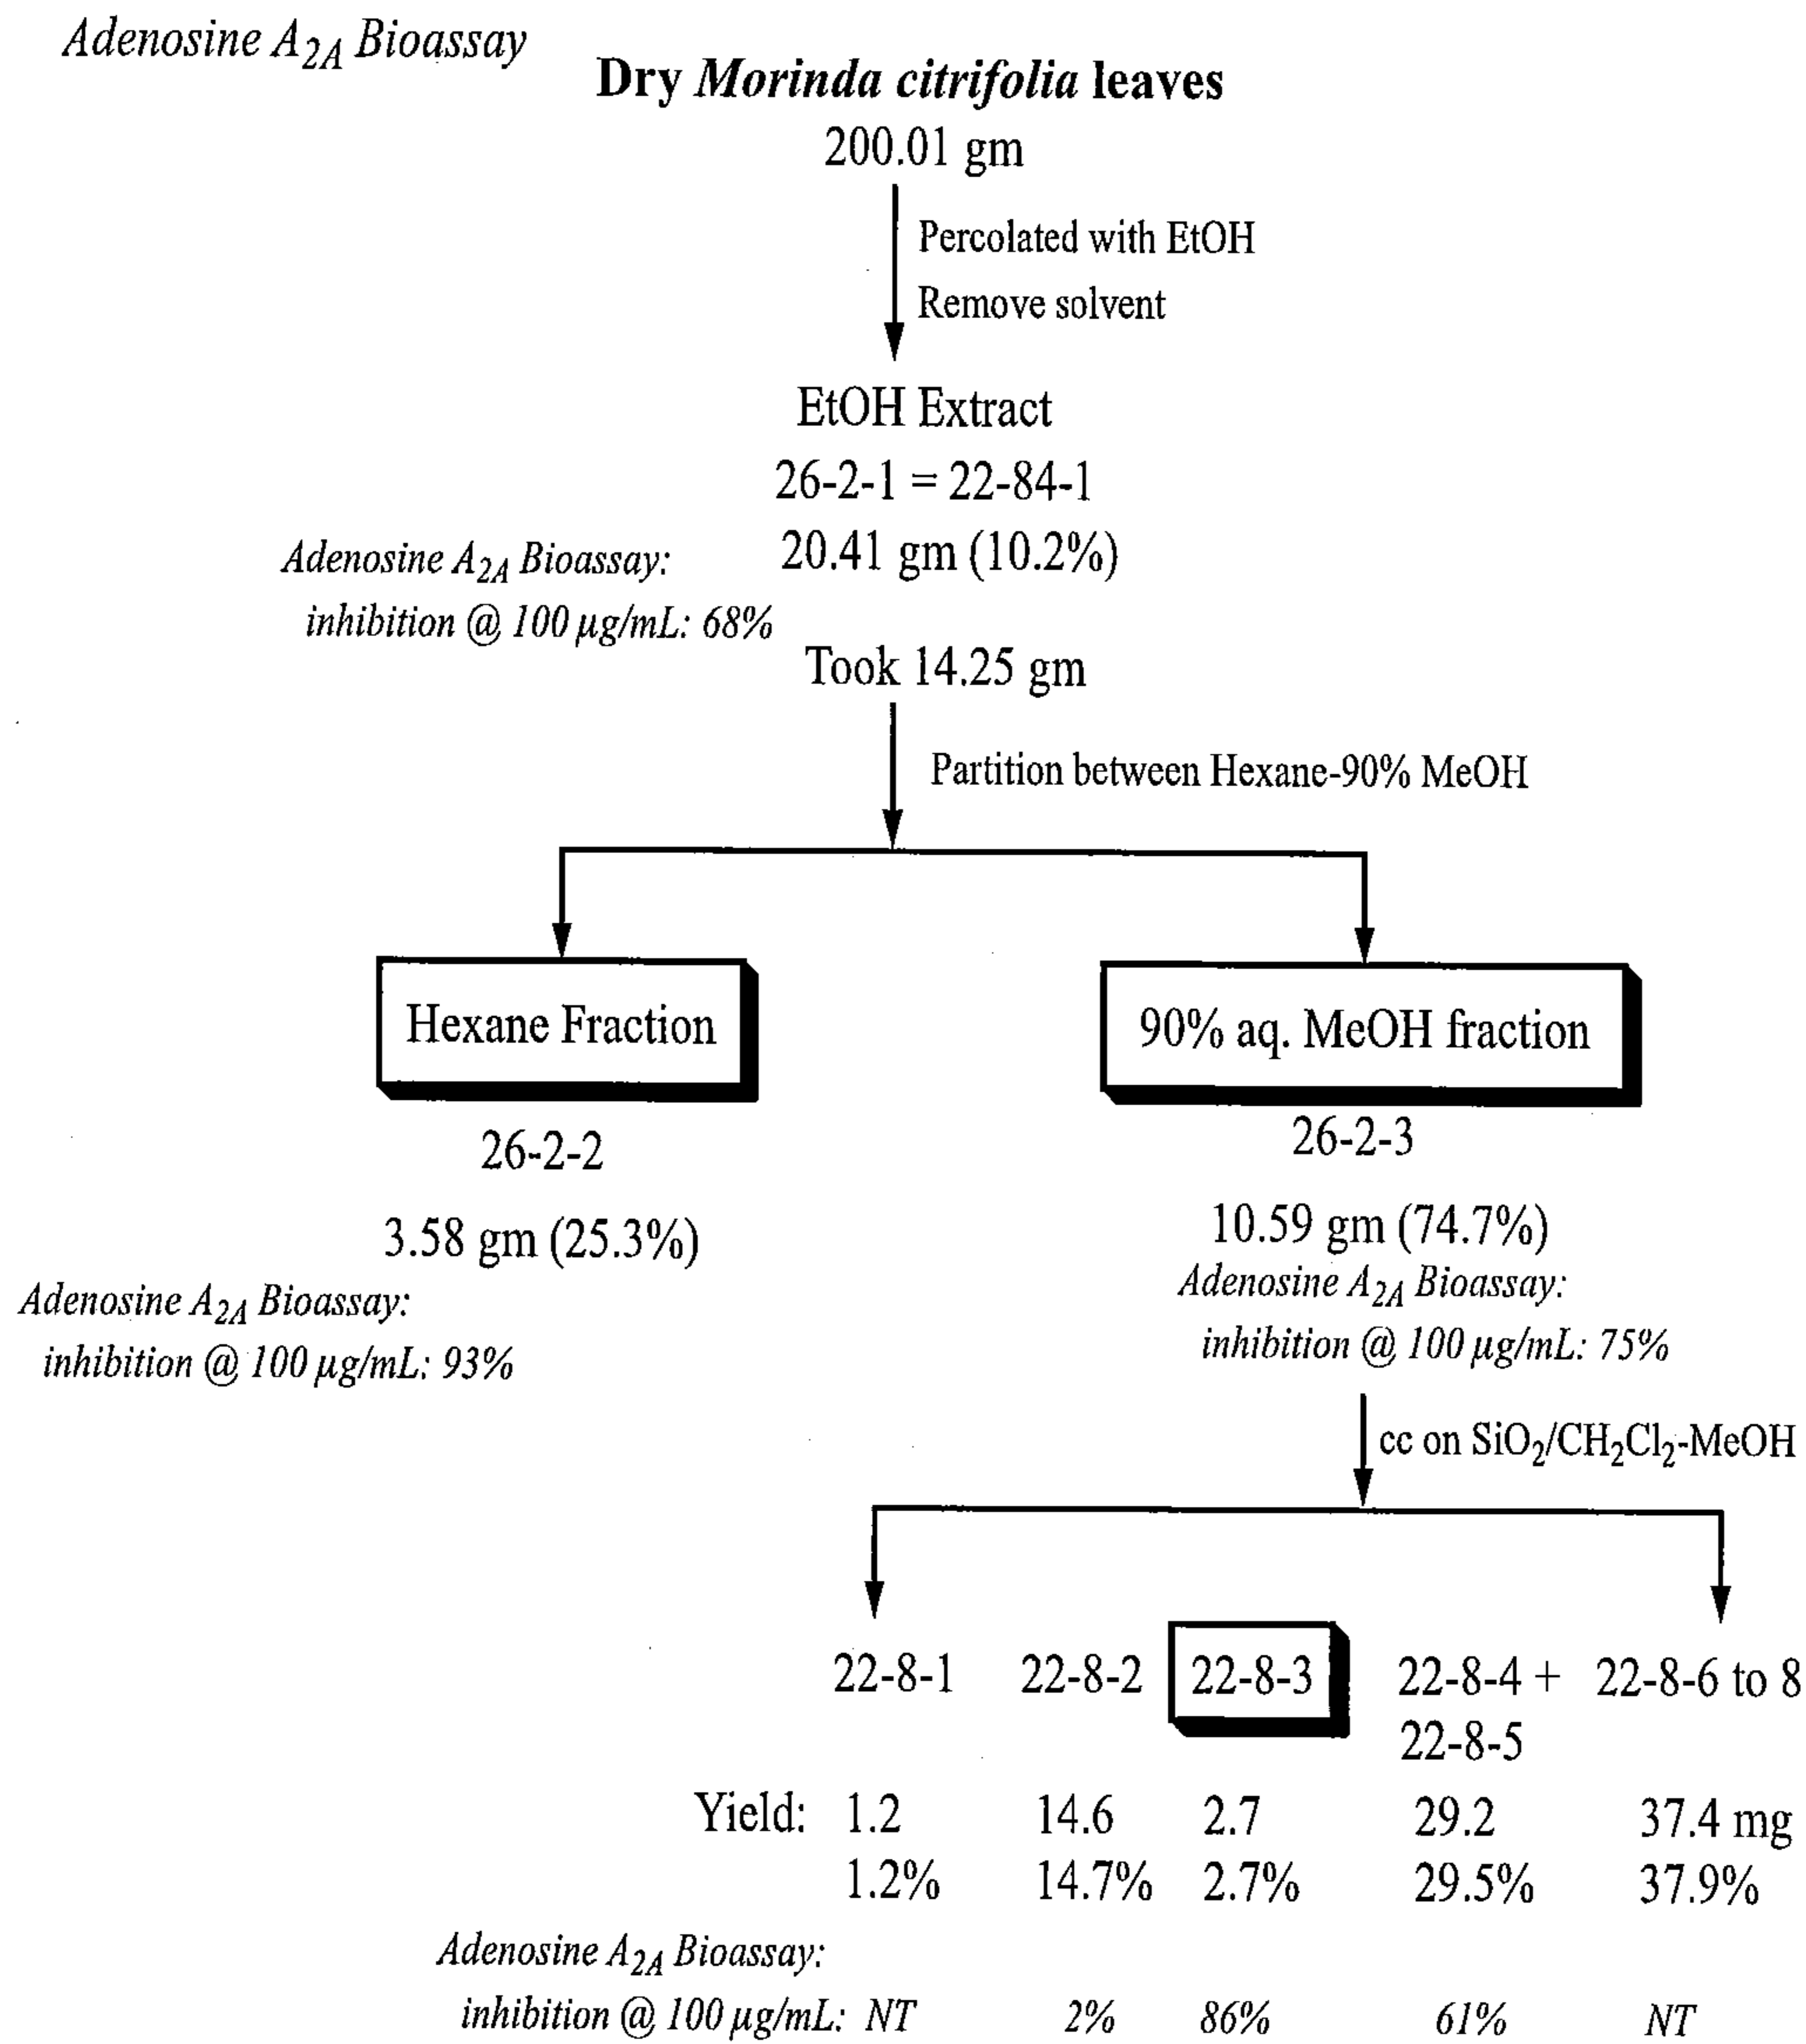 Adenosine A2A Bioassay
Dry Morinda citrifolia leaves
200.01 gm
Percolated with EtOH
Remove solvent
EtOH Extract
26-2-1 = 22-84-1
20.41 gm (10.2%)
Adenosine A2A Bioassay:
inhibition @ 100 µg/mL: 68%
Took 14.25 gm
Partition between Hexane-90% MeOH
Hexane Fraction
26-2-2
3.58 gm (25.3%)
Adenosine A2A Bioassay:
inhibition @ 100 µg/mL: 93%
90% aq. MeOH fraction
26-2-3
10.59 gm (74.7%)
Adenosine A2A Bioassay:
inhibition @ 100 µg/mL: 75%
cc on SiO2/CH2Cl2-MeOH
22-8-1 22-8-2 22-8-3 22-8-4 + 22-8-6 to 8
22-8-5
Yield: 1.2 14.6 2.7 29.2 37.4 mg
1.2% 14.7% 2.7% 29.5% 37.9%
Adenosine A2A Bioassay:
inhibition @ 100 µg/mL: NT 2% 86% 61% NT